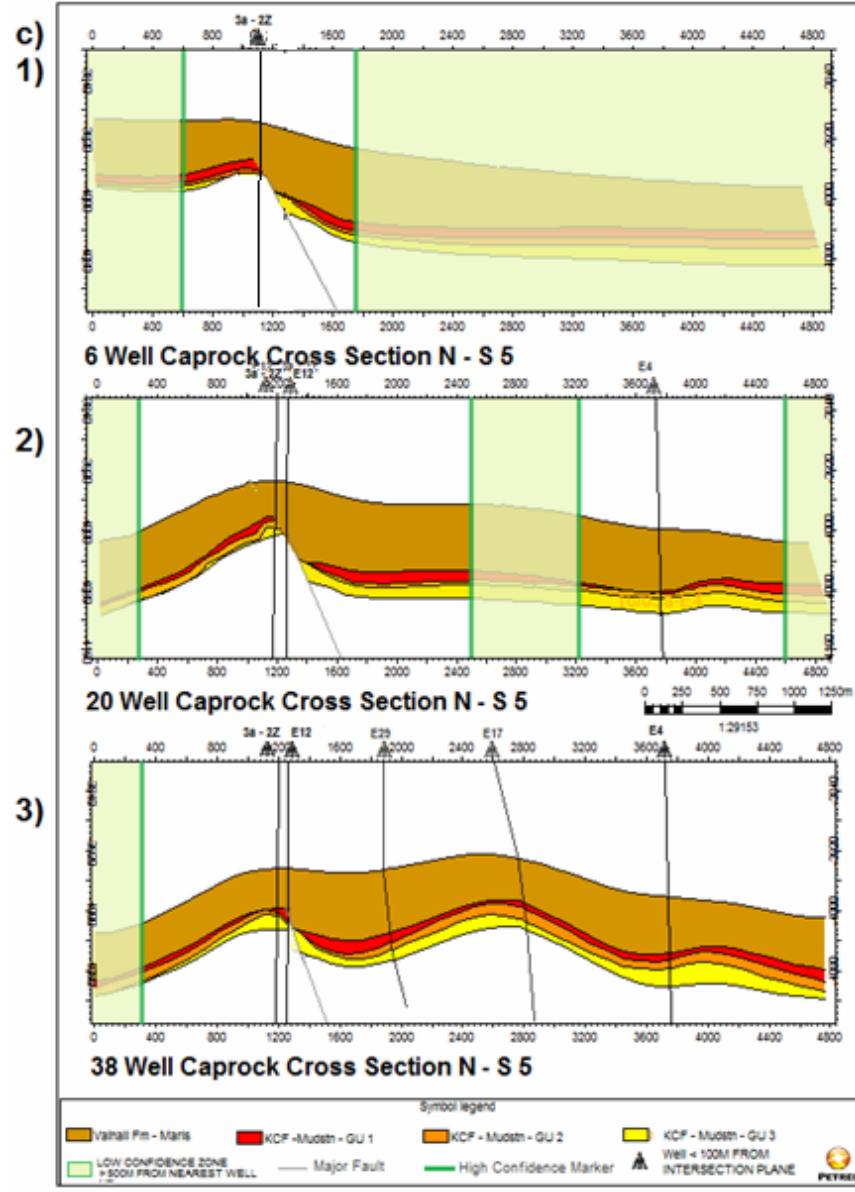 c)
1)
3a - 2Z
0 400 800 1200 1600 2000 2400 2800 3200 3600 4000 4400 4800
0 400 800 1200 1600 2000 2400 2800 3200 3600 4000 4400 4800
6 Well Caprock Cross Section N - S 5
2)
3a - 2Z E12 E4
0 400 800 1200 1600 2000 2400 2800 3200 3600 4000 4400 4800
0 400 800 1200 1600 2000 2400 2800 3200 3600 4000 4400 4800
20 Well Caprock Cross Section N - S 5
0 250 500 750 1000 1250m
1:29153
3)
3a - 2Z E12 E29 E17 E4
0 400 800 1200 1600 2000 2400 2800 3200 3600 4000 4400 4800
0 400 800 1200 1600 2000 2400 2800 3200 3600 4000 4400 4800
38 Well Caprock Cross Section N - S 5
Symbol legend
Valhall Fm - Marls KCF - Mudstn - GU 1 KCF - Mudstn - GU 2 KCF - Mudstn - GU 3
LOW CONFIDENCE ZONE
> 500M FROM NEAREST WELL
Major Fault
High Confidence Marker
Well < 100M FROM
INTERSECTION PLANE
PETREL